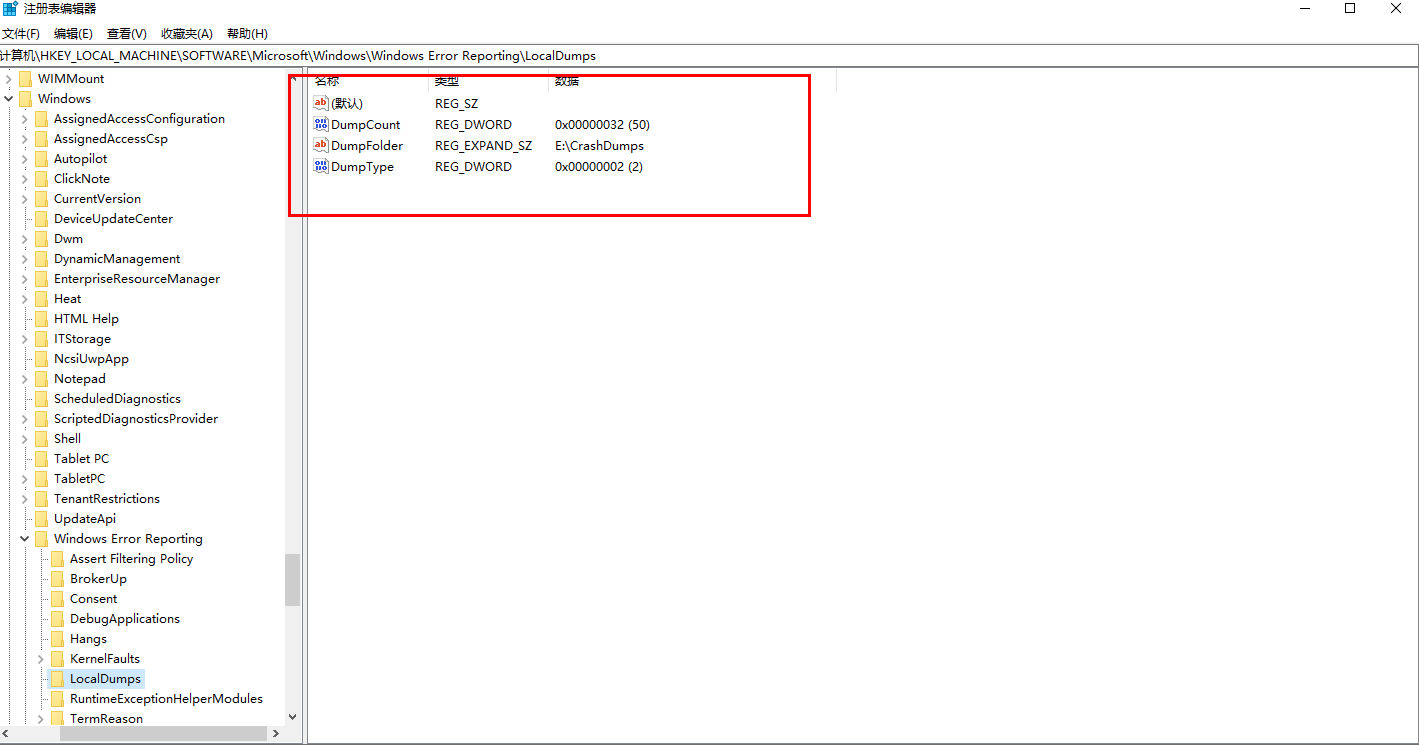 注册表编辑器
文件(F) 编辑(E) 查看(V) 收藏夹(A) 帮助(H)
计算机\HKEY_LOCAL_MACHINE\SOFTWARE\Microsoft\Windows\Windows Error Reporting\LocalDumps
WIMMount
Windows
AssignedAccessConfiguration
AssignedAccessCsp
Autopilot
ClickNote
CurrentVersion
DeviceUpdateCenter
Dwm
DynamicManagement
EnterpriseResourceManager
Heat
HTML Help
ITStorage
NcsiUwpApp
Notepad
ScheduledDiagnostics
ScriptedDiagnosticsProvider
Shell
Tablet PC
TabletPC
TenantRestrictions
UpdateApi
Windows Error Reporting
Assert Filtering Policy
BrokerUp
Consent
DebugApplications
Hangs
KernelFaults
LocalDumps
RuntimeExceptionHelperModules
TermReason
名称 类型 数据
(默认) REG_SZ
DumpCount REG_DWORD 0x00000032 (50)
DumpFolder REG_EXPAND_SZ E:\CrashDumps
DumpType REG_DWORD 0x00000002 (2)